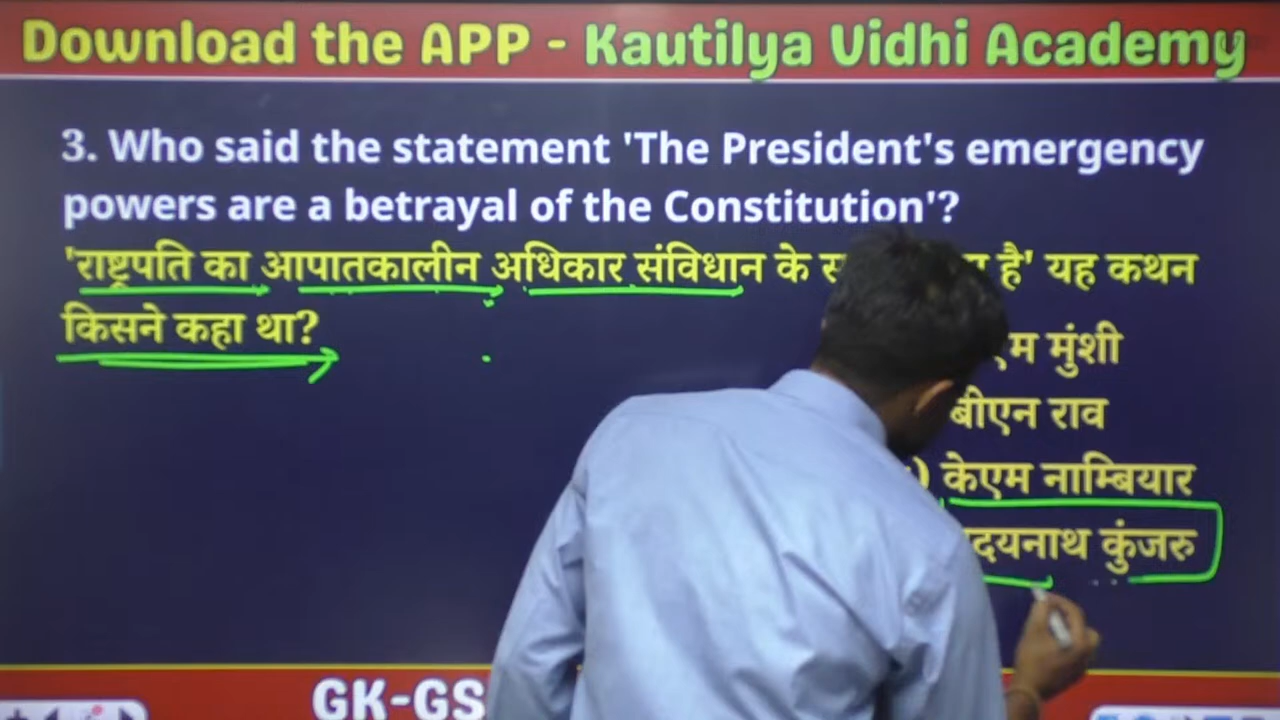 Download the APP - Kautilya Vidhi Academy
3. Who said the statement 'The President's emergency
powers are a betrayal of the Constitution'?
'राष्ट्रपति का आपातकालीन अधिकार संविधान के है' यह कथन
किसने कहा था?
मुंशी
बीएन राव
केएम नाम्बियार
कुंजरु
GK-GS